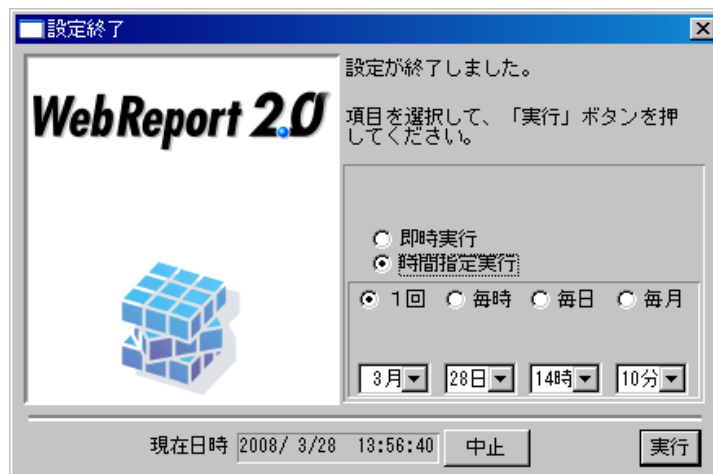 設定終了
WebReport 2.0
設定が終了しました。
項目を選択して、「実行」ボタンを押
してください。
即時実行
時間指定実行
1回 毎時 毎日 毎月
3月 28日 14時 10分
現在日時 2008/ 3/28 13:56:40 中止 実行